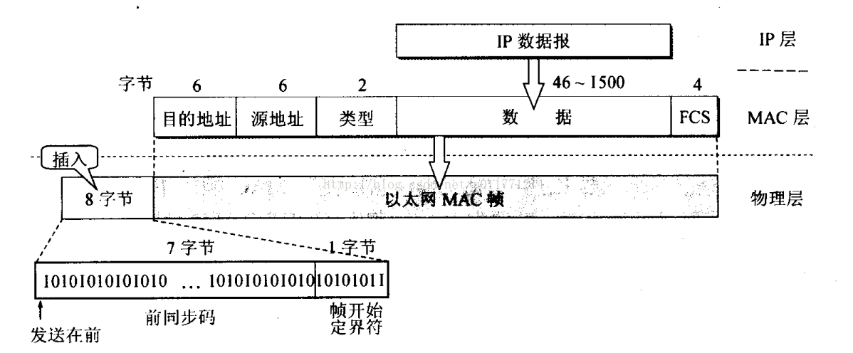 IP 数据报
IP 层
字节 6 6 2 46~1500 4
目的地址 源地址 类型 数 据 FCS
MAC 层
插入
8 字节 以太网 MAC 帧
物理层
7 字节 1 字节
10101010101010 … 10101010101010101011
前同步码
帧开始
定界符
发送在前